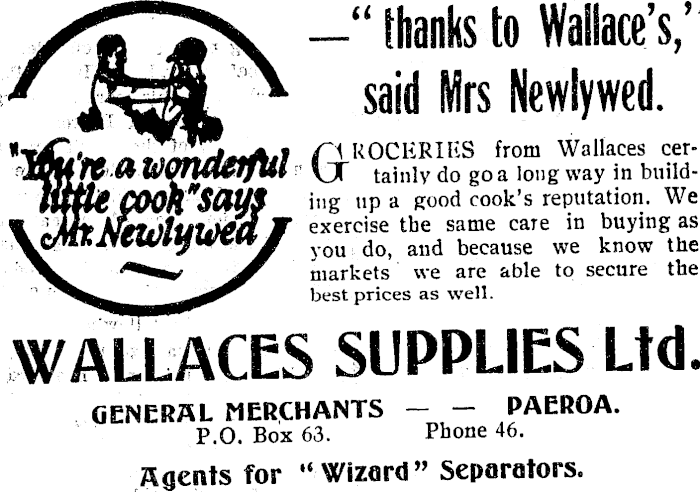 "You're a wonderful
little cook" says
Mr. Newlywed
—"thanks to Wallace's,"
said Mrs Newlywed.
GROCERIES from Wallaces cer-
tainly do go a long way in build-
ing up a good cook's reputation. We
exercise the same care in buying as
you do, and because we know the
markets we are able to secure the
best prices as well.
WALLACES SUPPLIES Ltd.
GENERAL MERCHANTS — — PAEROA.
P.O. Box 63. Phone 46.
Agents for "Wizard" Separators.